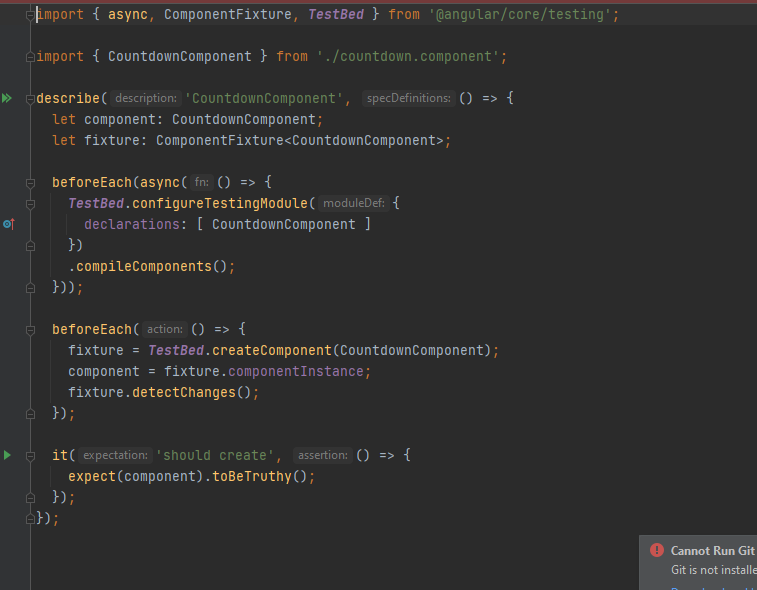 import { async, ComponentFixture, TestBed } from '@angular/core/testing';
import { CountdownComponent } from './countdown.component';
describe( description: 'CountdownComponent', specDefinitions: () => {
let component: CountdownComponent;
let fixture: ComponentFixture<CountdownComponent>;
beforeEach(async( fn: () => {
TestBed.configureTestingModule( moduleDef: {
declarations: [ CountdownComponent ]
})
.compileComponents();
}));
beforeEach( action: () => {
fixture = TestBed.createComponent(CountdownComponent);
component = fixture.componentInstance;
fixture.detectChanges();
});
it( expectation: 'should create', assertion: () => {
expect(component).toBeTruthy();
});
});
Cannot Run Git
Git is not installe